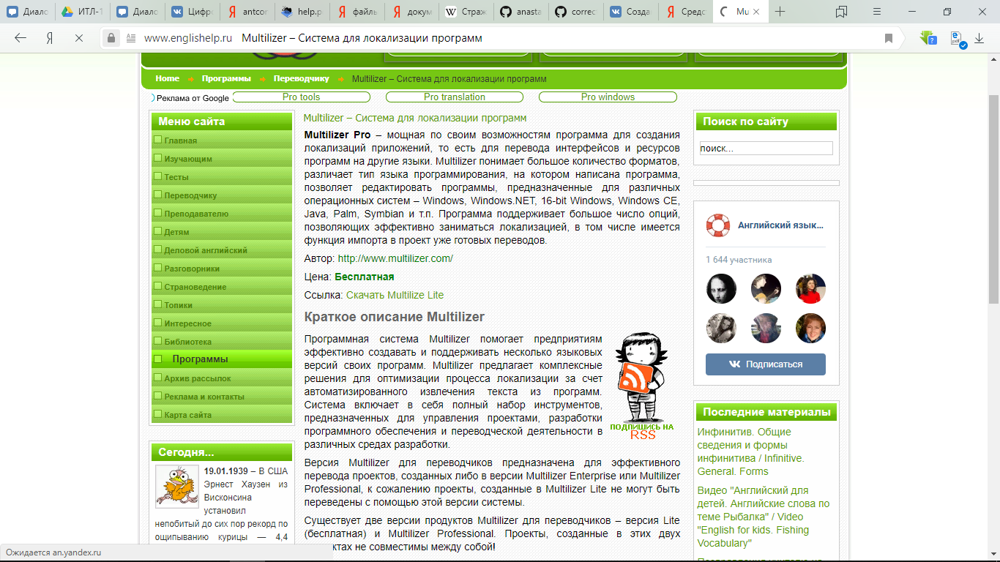 Диало
ИТЛ-1
Диало
Цифро
antcor
help.p
файль
докум
Страж
anasta
correc
Созда
Средс
Mu
www.englishelp.ru Multilizer – Система для локализации программ
Home
Программы
Переводчику
Multilizer – Система для локализации программ
Реклама от Google
Pro tools
Pro translation
Pro windows
Меню сайта
Главная
Изучающим
Тесты
Переводчику
Преподавателю
Детям
Деловой английский
Разговорники
Страноведение
Топики
Интересное
Библиотека
Программы
Архив рассылок
Реклама и контакты
Карта сайта
Сегодня...
19.01.1939 – В США
Эрнест Хаузен из
Висконсина
установил
непобитый до сих пор рекорд по
ощипыванию курицы — 4,4
Multilizer – Система для локализации программ
Multilizer Pro – мощная по своим возможностям программа для создания
локализаций приложений, то есть для перевода интерфейсов и ресурсов
программ на другие языки. Multilizer понимает большое количество форматов,
различает тип языка программирования, на котором написана программа,
позволяет редактировать программы, предназначенные для различных
операционных систем – Windows, Windows.NET, 16-bit Windows, Windows CE,
Java, Palm, Symbian и т.п. Программа поддерживает большое число опций,
позволяющих эффективно заниматься локализацией, в том числе имеется
функция импорта в проект уже готовых переводов.
Автор: http://www.multilizer.com/
Цена: Бесплатная
Ссылка: Скачать Multilize Lite
Краткое описание Multilizer
Программная система Multilizer помогает предприятиям
эффективно создавать и поддерживать несколько языковых
версий своих программ. Multilizer предлагает комплексные
решения для оптимизации процесса локализации за счет
автоматизированного извлечения текста из программ.
Система включает в себя полный набор инструментов,
предназначенных для управления проектами, разработки
программного обеспечения и переводческой деятельности в
различных средах разработки.
ПОДПИШИСЬ НА
RSS
Версия Multilizer для переводчиков предназначена для эффективного
перевода проектов, созданных либо в версии Multilizer Enterprise или Multilizer
Professional, к сожалению проекты, созданные в Multilizer Lite не могут быть
переведены с помощью этой версии системы.
Существует две версии продуктов Multilizer для переводчиков – версия Lite
(бесплатная) и Multilizer Professional. Проекты, созданные в этих двух
ктах не совместимы между собой!
Поиск по сайту
поиск...
Английский язык...
1 644 участника
Подписаться
Последние материалы
Инфинитив. Общие
сведения и формы
инфинитива / Infinitive.
General. Forms
Видео "Английский для
детей. Английские слова по
теме Рыбалка" / Video
"English for kids. Fishing
Vocabulary"
Ожидается an.yandex.ru